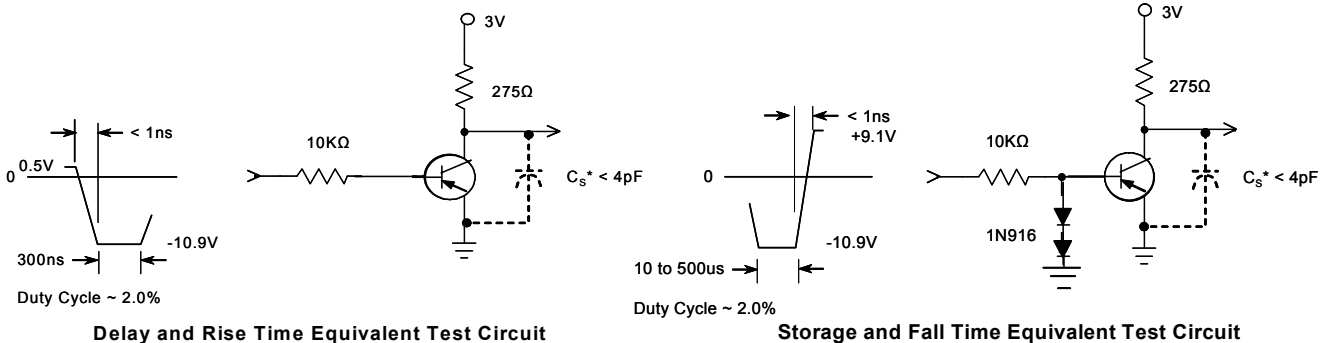 3V
275Ω
< 1ns
10KΩ
0.5V
0
C_S* < 4pF
-10.9V
300ns
Duty Cycle ~ 2.0%
Delay and Rise Time Equivalent Test Circuit
3V
275Ω
< 1ns
+9.1V
10KΩ
0
C_S* < 4pF
1N916
-10.9V
10 to 500us
Duty Cycle ~ 2.0%
Storage and Fall Time Equivalent Test Circuit